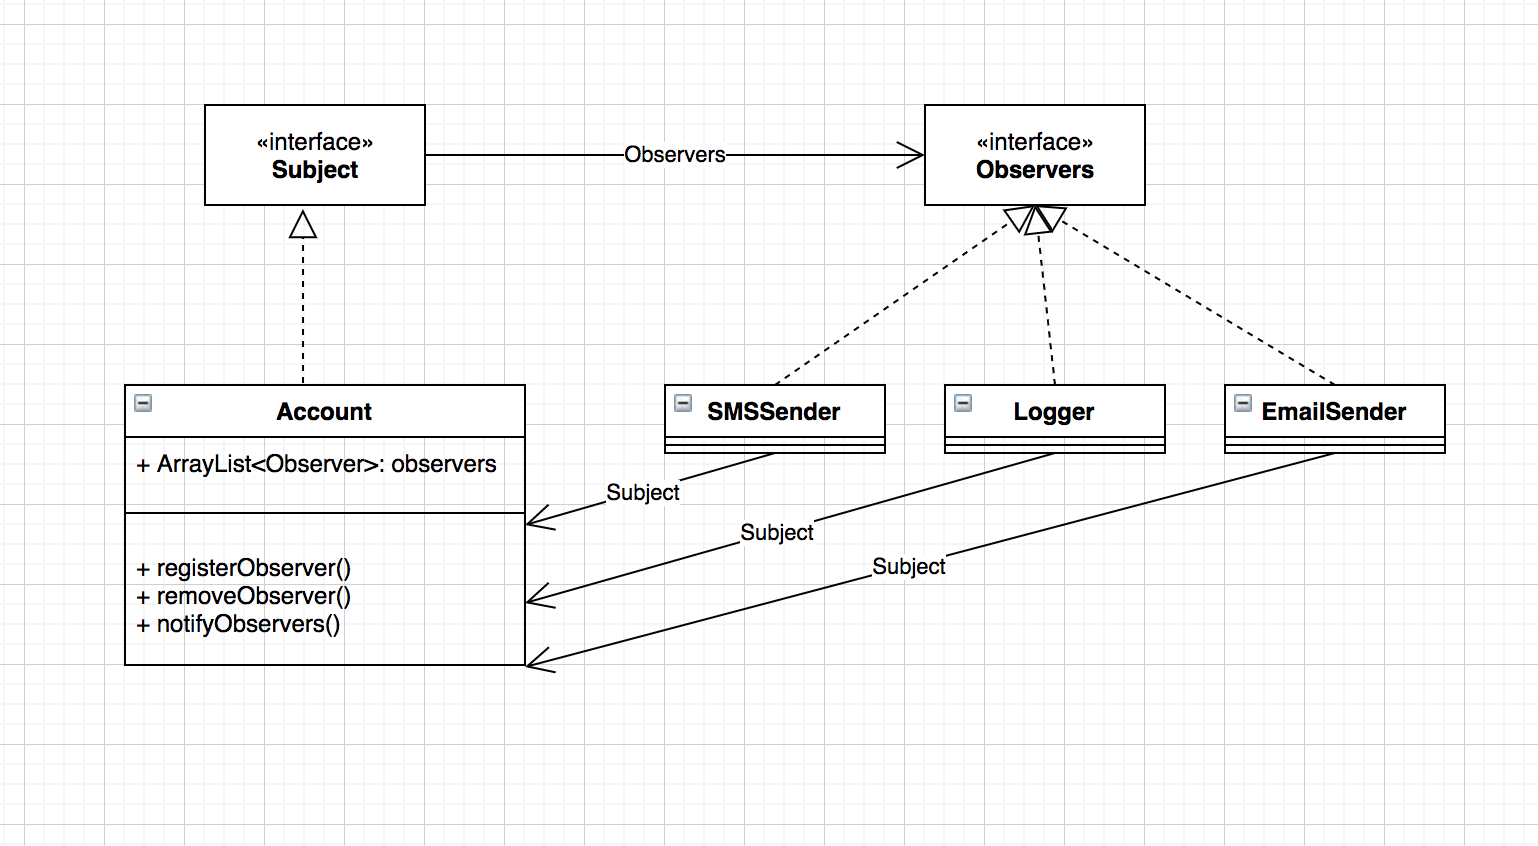 «interface»
Subject
Observers
«interface»
Observers
Account
+ ArrayList<Observer>: observers
+ registerObserver()
+ removeObserver()
+ notifyObservers()
SMSSender
Logger
EmailSender
Subject
Subject
Subject